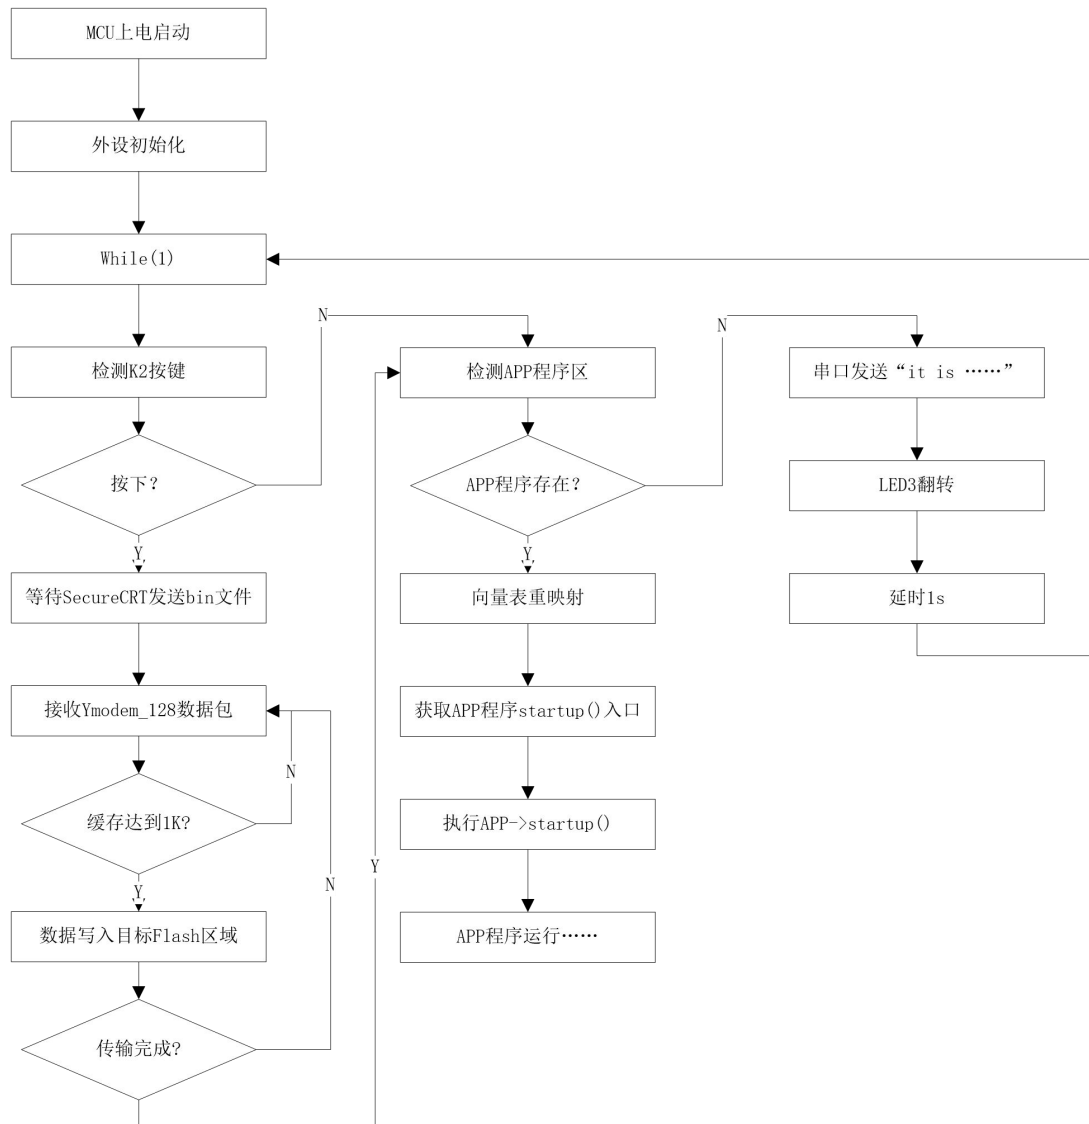 MCU上电启动
外设初始化
While(1)
检测K2按键
按下？
N
Y
等待SecureCRT发送bin文件
接收Ymodem_128数据包
缓存达到1K?
N
Y
数据写入目标Flash区域
传输完成?
N
Y
检测APP程序区
APP程序存在？
N
Y
向量表重映射
获取APP程序startup()入口
执行APP->startup()
APP程序运行……
串口发送“it is ……”
LED3翻转
延时1s